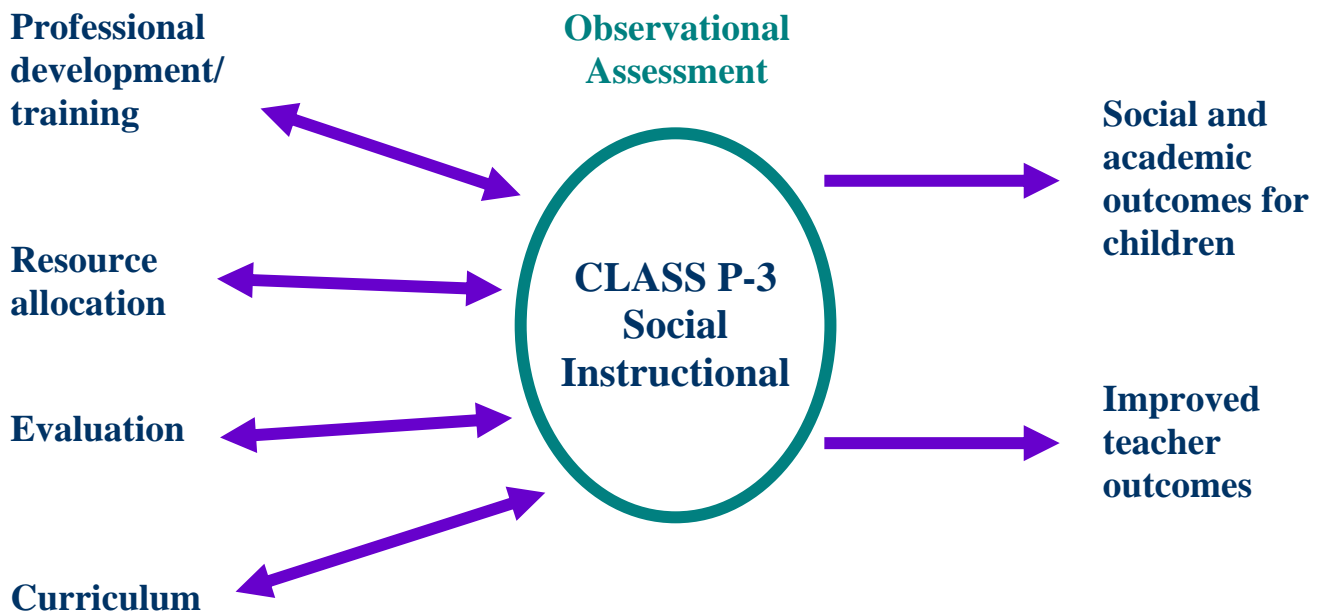 Professional
development/
training
Observational
Assessment
Social and
academic
outcomes for
children
Resource
allocation
CLASS P-3
Social
Instructional
Evaluation
Improved
teacher
outcomes
Curriculum